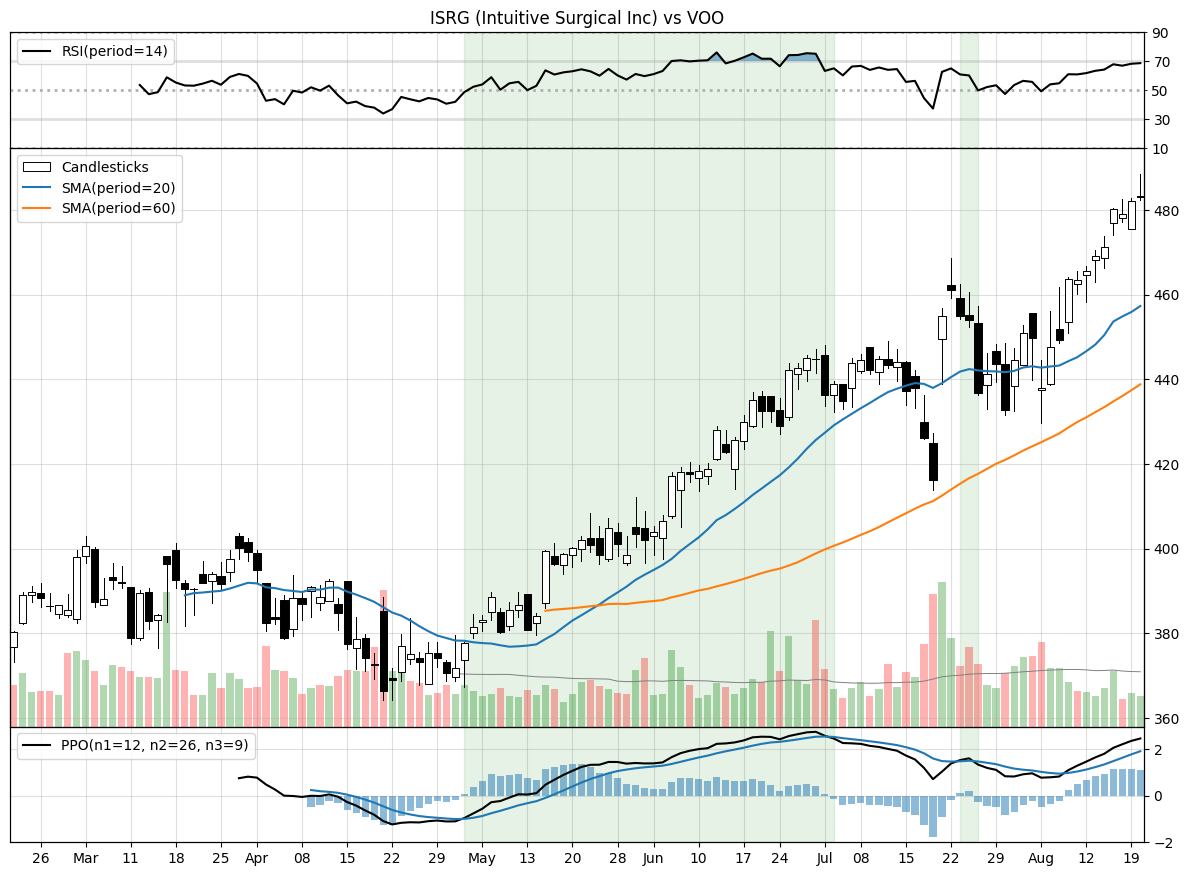 ISRG (Intuitive Surgical Inc) vs VOO
RSI(period=14)
90
70
50
30
10
Candlesticks
SMA(period=20)
SMA(period=60)
480
460
440
420
400
380
360
PPO(n1=12, n2=26, n3=9)
2
0
−2
26 Mar 11 18 25 Apr 08 15 22 29 May 13 20 28 Jun 10 17 24 Jul 08 15 22 29 Aug 12 19